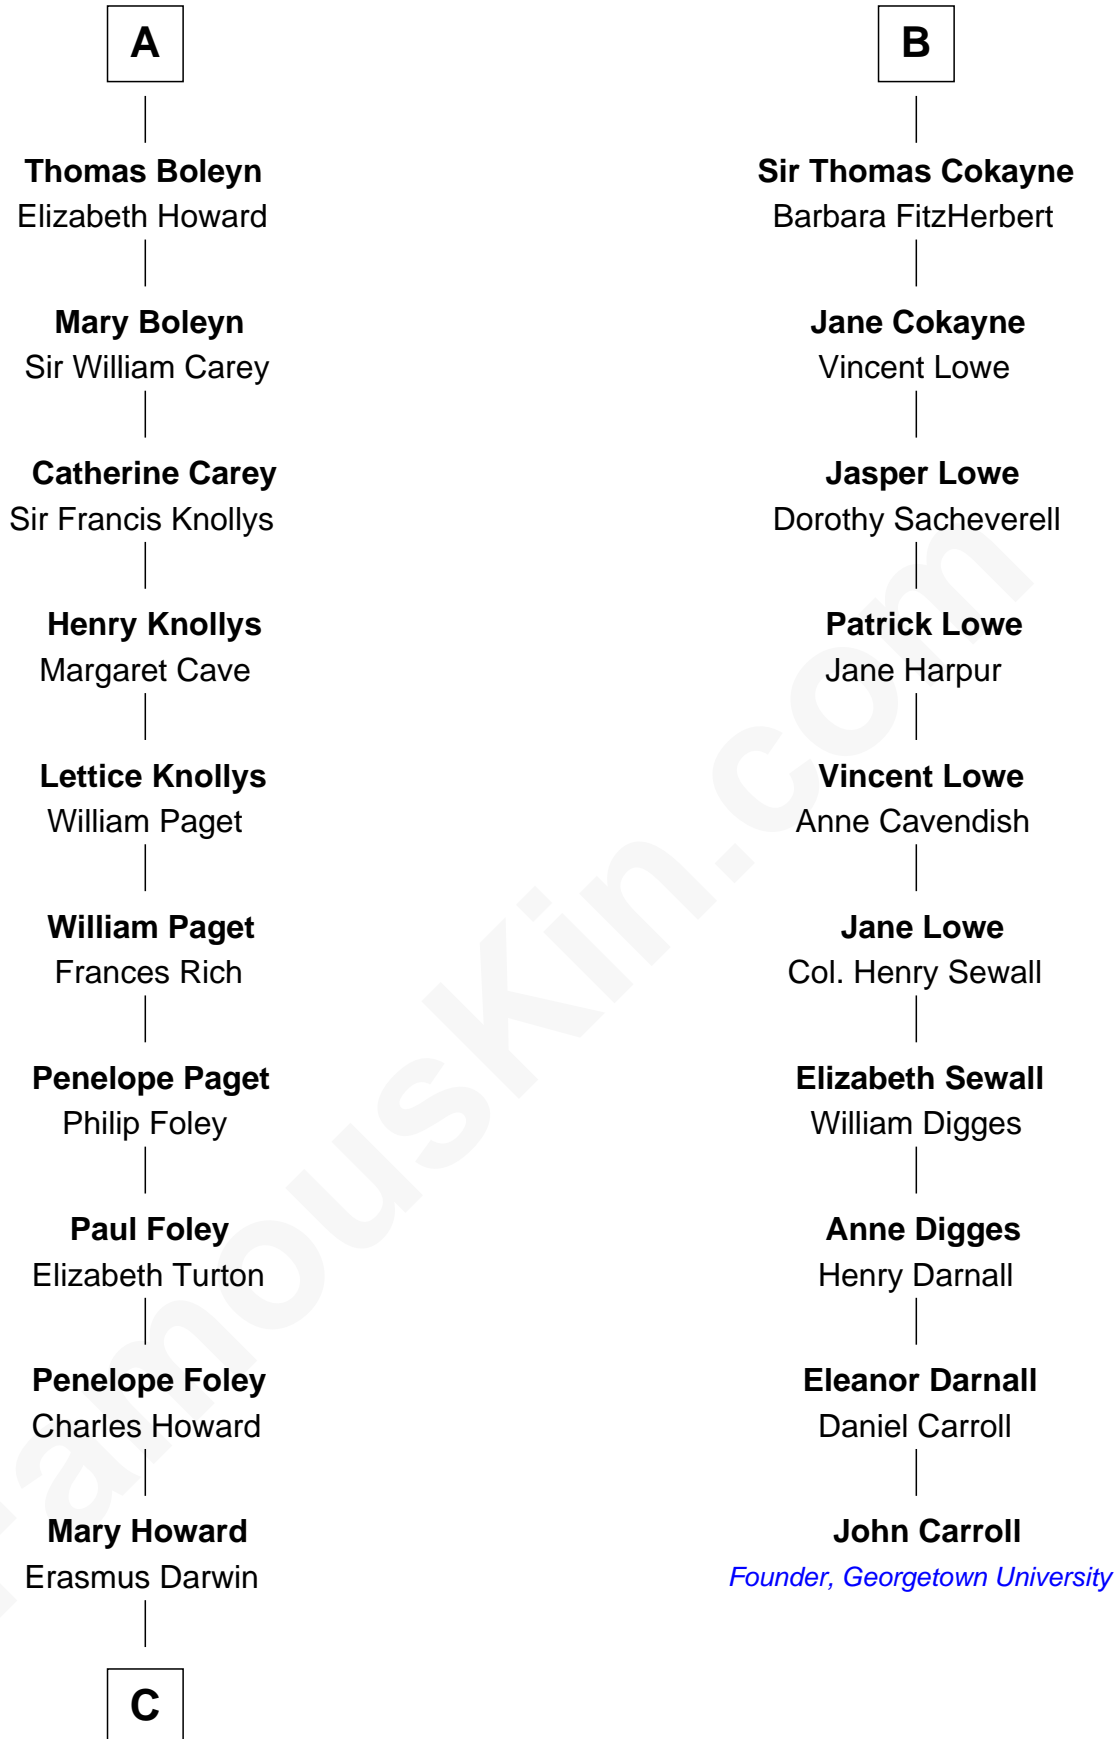 A
Thomas Boleyn
Elizabeth Howard
Mary Boleyn
Sir William Carey
Catherine Carey
Sir Francis Knollys
Henry Knollys
Margaret Cave
Lettice Knollys
William Paget
William Paget
Frances Rich
Penelope Paget
Philip Foley
Paul Foley
Elizabeth Turton
Penelope Foley
Charles Howard
Mary Howard
Erasmus Darwin
C
B
Sir Thomas Cokayne
Barbara FitzHerbert
Jane Cokayne
Vincent Lowe
Jasper Lowe
Dorothy Sacheverell
Patrick Lowe
Jane Harpur
Vincent Lowe
Anne Cavendish
Jane Lowe
Col. Henry Sewall
Elizabeth Sewall
William Digges
Anne Digges
Henry Darnall
Eleanor Darnall
Daniel Carroll
John Carroll
Founder, Georgetown University
FamousKin.com